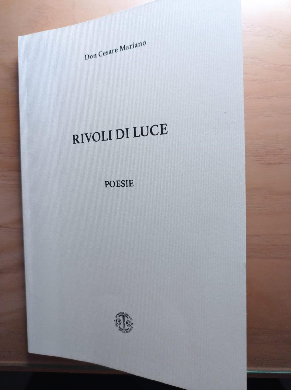 Don Cesare Mariano
RIVOLI DI LUCE
POESIE